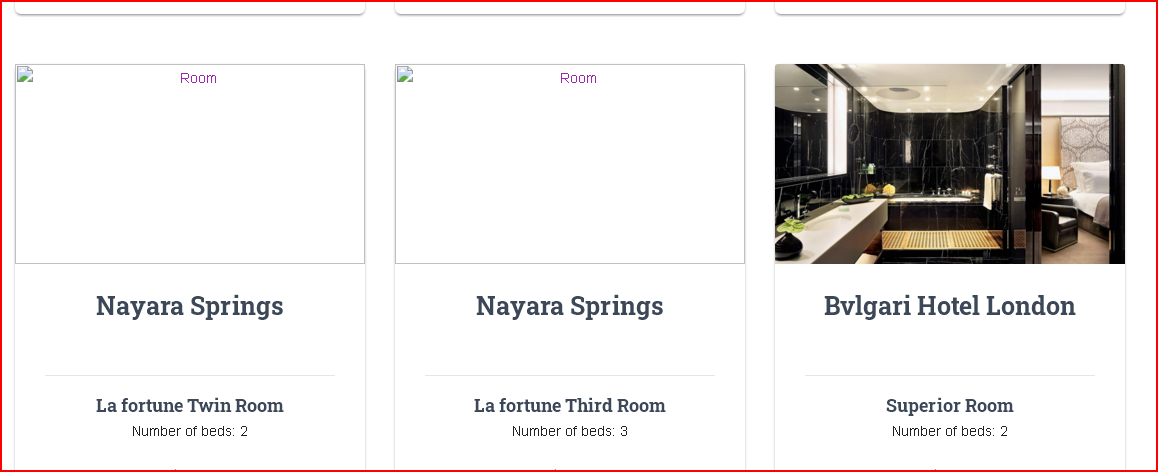 Room
Room
Nayara Springs
Nayara Springs
Bvlgari Hotel London
La fortune Twin Room
La fortune Third Room
Superior Room
Number of beds: 2
Number of beds: 3
Number of beds: 2